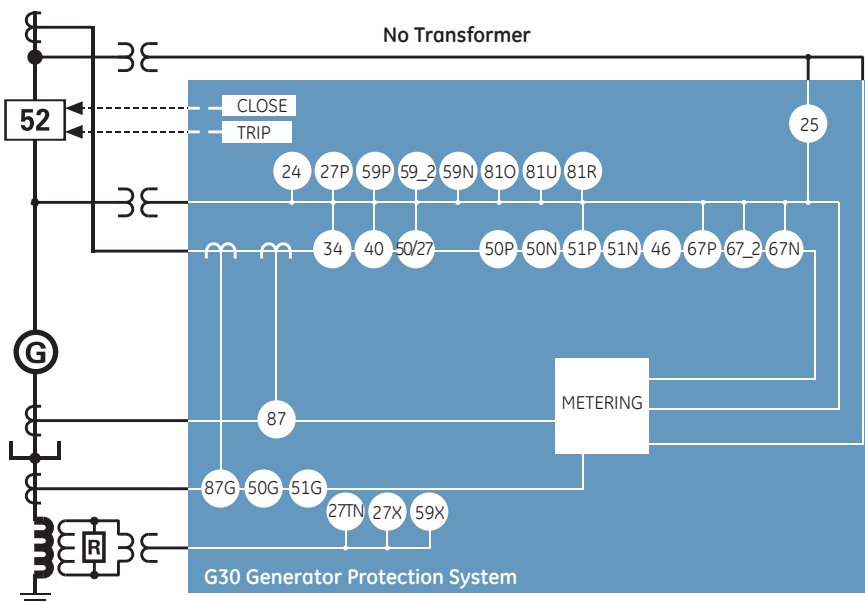 No Transformer
52
CLOSE
TRIP
25
24 27P 59P 59_2 59N 81O 81U 81R
34 40 50/27 50P 50N 51P 51N 46 67P 67_2 67N
G
METERING
87
87G 50G 51G
27TN 27X 59X
R
G30 Generator Protection System